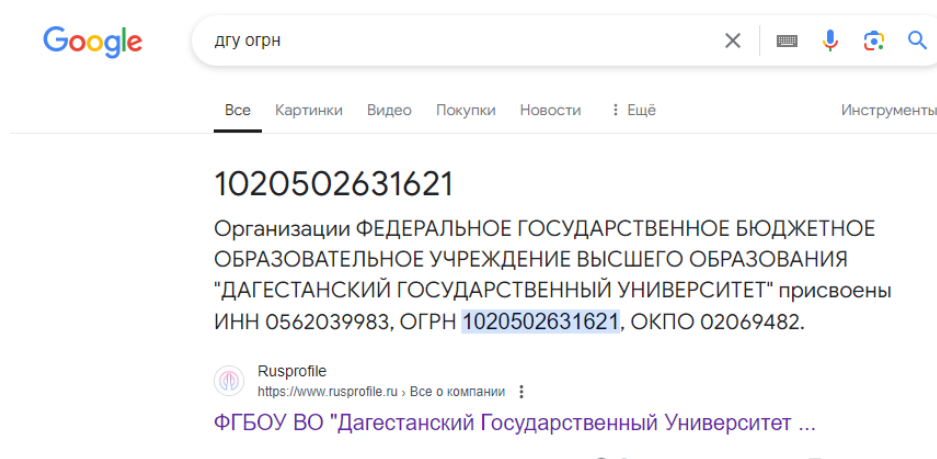 Google
дгу огрн
Все Картинки Видео Покупки Новости Ещё Инструменты
1020502631621
Организации ФЕДЕРАЛЬНОЕ ГОСУДАРСТВЕННОЕ БЮДЖЕТНОЕ
ОБРАЗОВАТЕЛЬНОЕ УЧРЕЖДЕНИЕ ВЫСШЕГО ОБРАЗОВАНИЯ
"ДАГЕСТАНСКИЙ ГОСУДАРСТВЕННЫЙ УНИВЕРСИТЕТ" присвоены
ИНН 0562039983, ОГРН 1020502631621, ОКПО 02069482.
Rusprofile
https://www.rusprofile.ru › Все о компании
ФГБОУ ВО "Дагестанский Государственный Университет ...